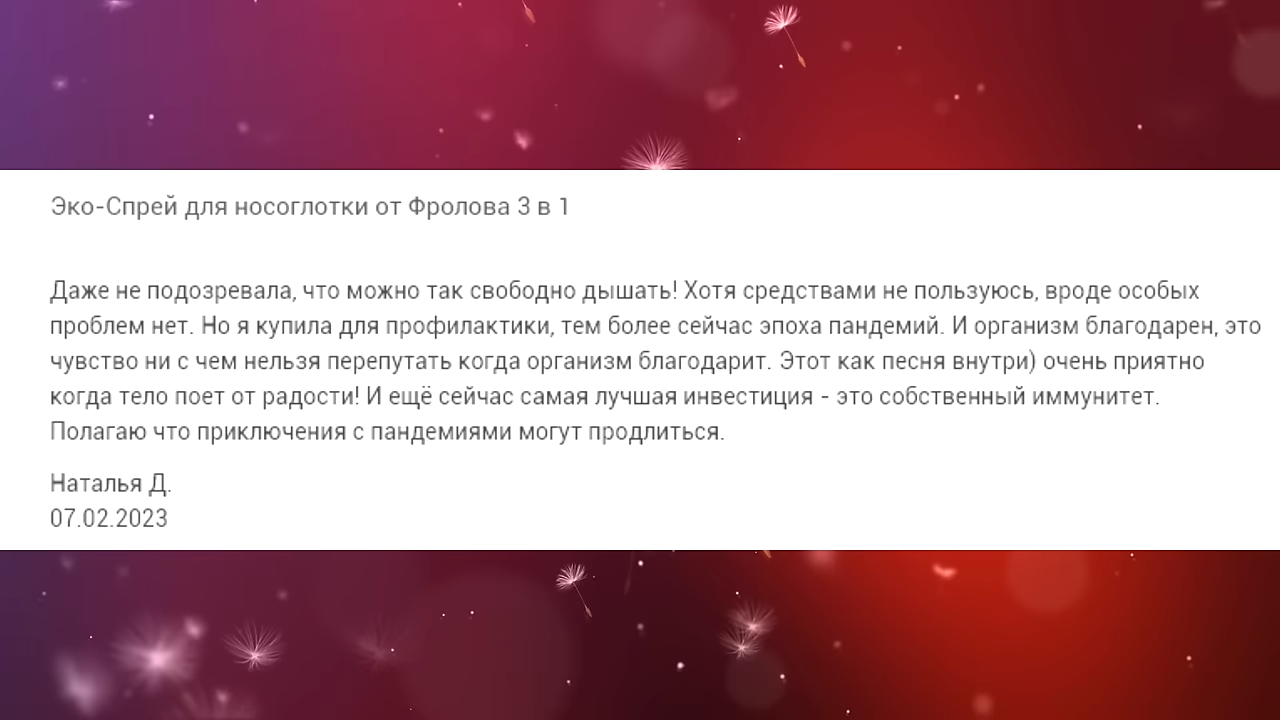 Эко-Спрей для носоглотки от Фролова 3 в 1
Даже не подозревала, что можно так свободно дышать! Хотя средствами не пользуюсь, вроде особых
проблем нет. Но я купила для профилактики, тем более сейчас эпоха пандемий. И организм благодарен, это
чувство ни с чем нельзя перепутать когда организм благодарит. Этот как песня внутри) очень приятно
когда тело поет от радости! И ещё сейчас самая лучшая инвестиция - это собственный иммунитет.
Полагаю что приключения с пандемиями могут продлиться.
Наталья Д.
07.02.2023